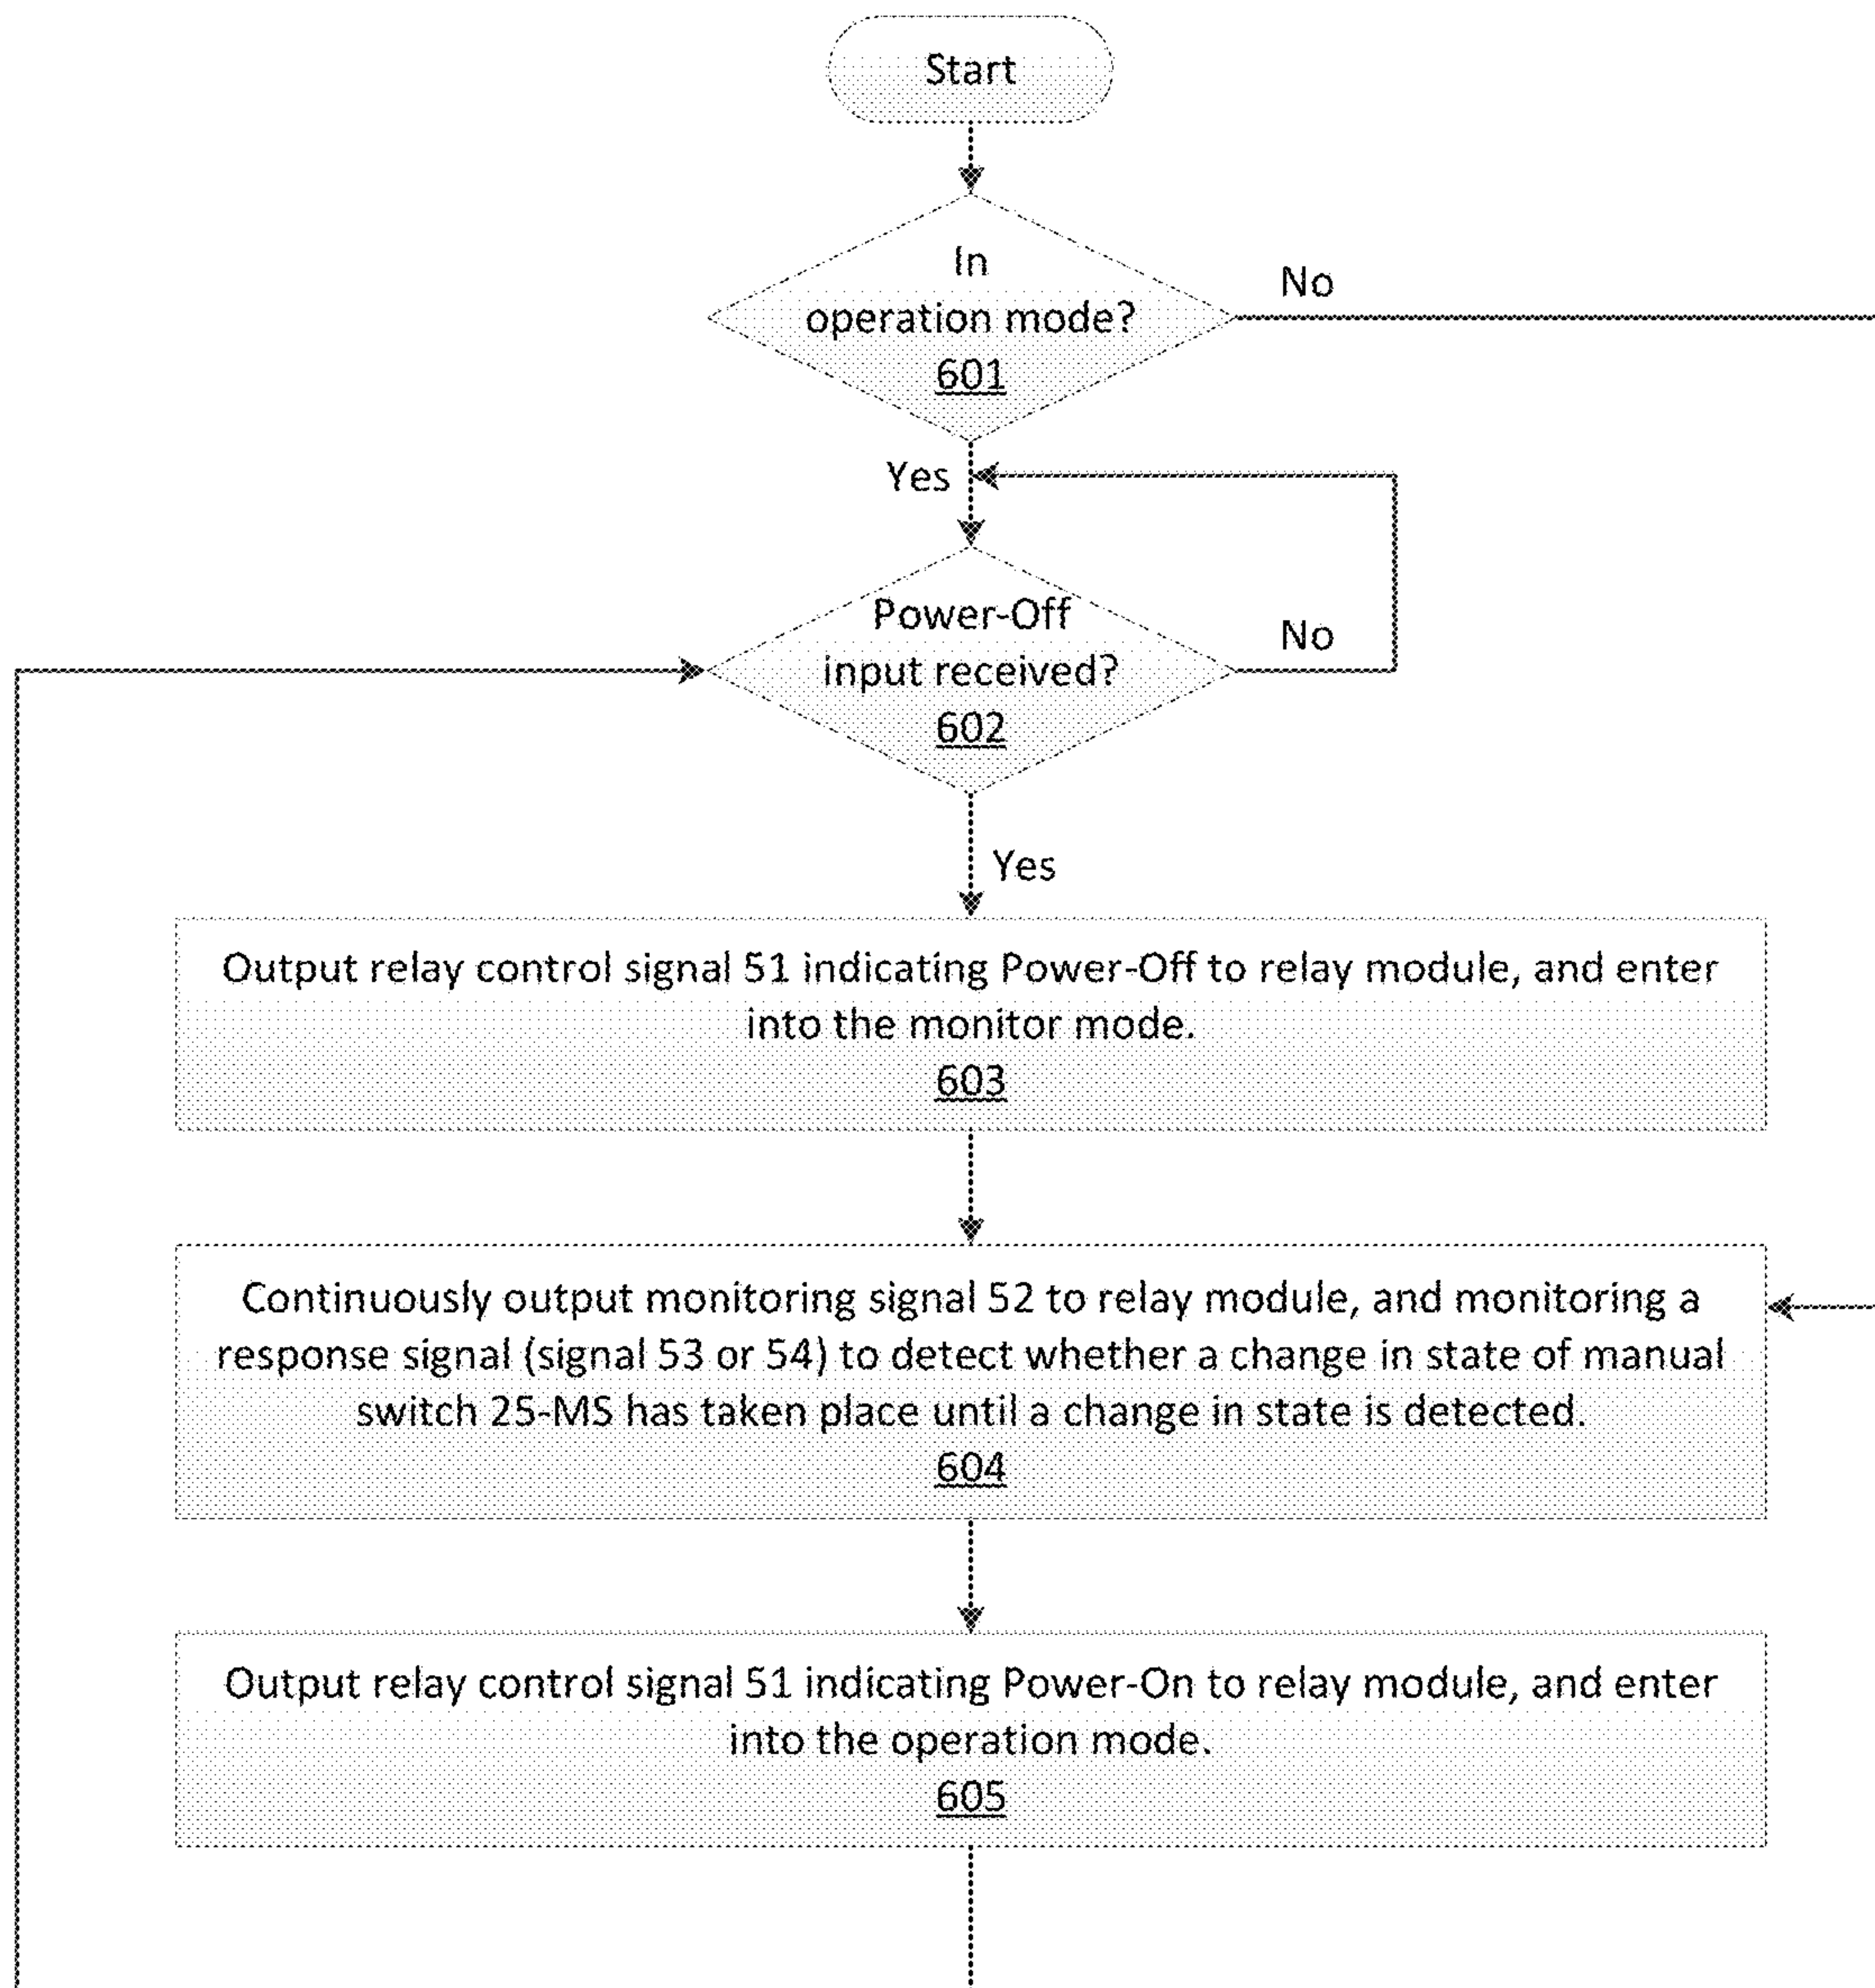 Start
In
operation mode?
601
No
Yes
Power-Off
input received?
602
No
Yes
Output relay control signal 51 indicating Power-Off to relay module, and enter
into the monitor mode.
603
Continuously output monitoring signal 52 to relay module, and monitoring a
response signal (signal 53 or 54) to detect whether a change in state of manual
switch 25-MS has taken place until a change in state is detected.
604
Output relay control signal 51 indicating Power-On to relay module, and enter
into the operation mode.
605